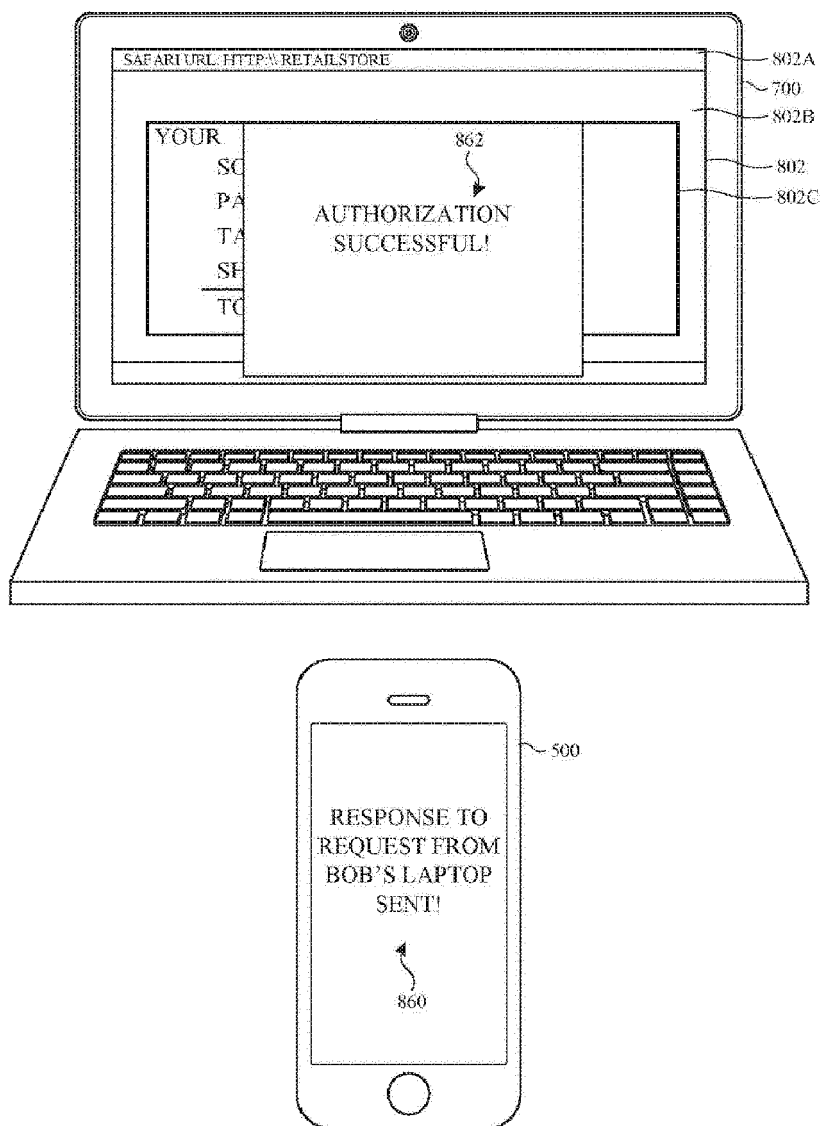 SAFARI URL: HTTP:\\ RETAILSTORE
802A
700
802B
YOUR
862
802
SC
802C
PA
AUTHORIZATION
TA
SUCCESSFUL!
SH
TO
500
RESPONSE TO
REQUEST FROM
BOB'S LAPTOP
SENT!
860